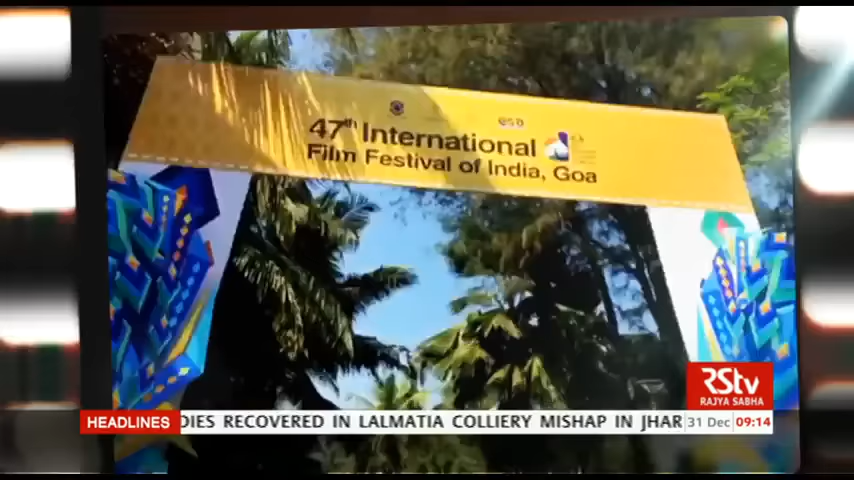 47th International
Film Festival of India, Goa
RStv
RAJYA SABHA
HEADLINES
DIES RECOVERED IN LALMATIA COLLIERY MISHAP IN JHAR
31 Dec
09:14